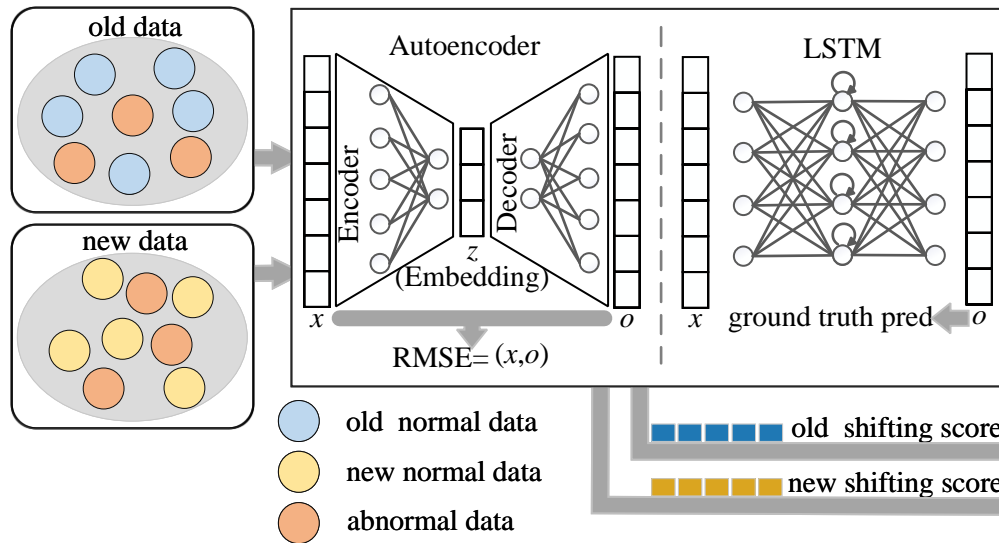 old data
new data
Autoencoder
Encoder
Decoder
z
(Embedding)
x
o
RMSE= (x,o)
LSTM
x
ground truth pred
o
old normal data
new normal data
abnormal data
old shifting score
new shifting score